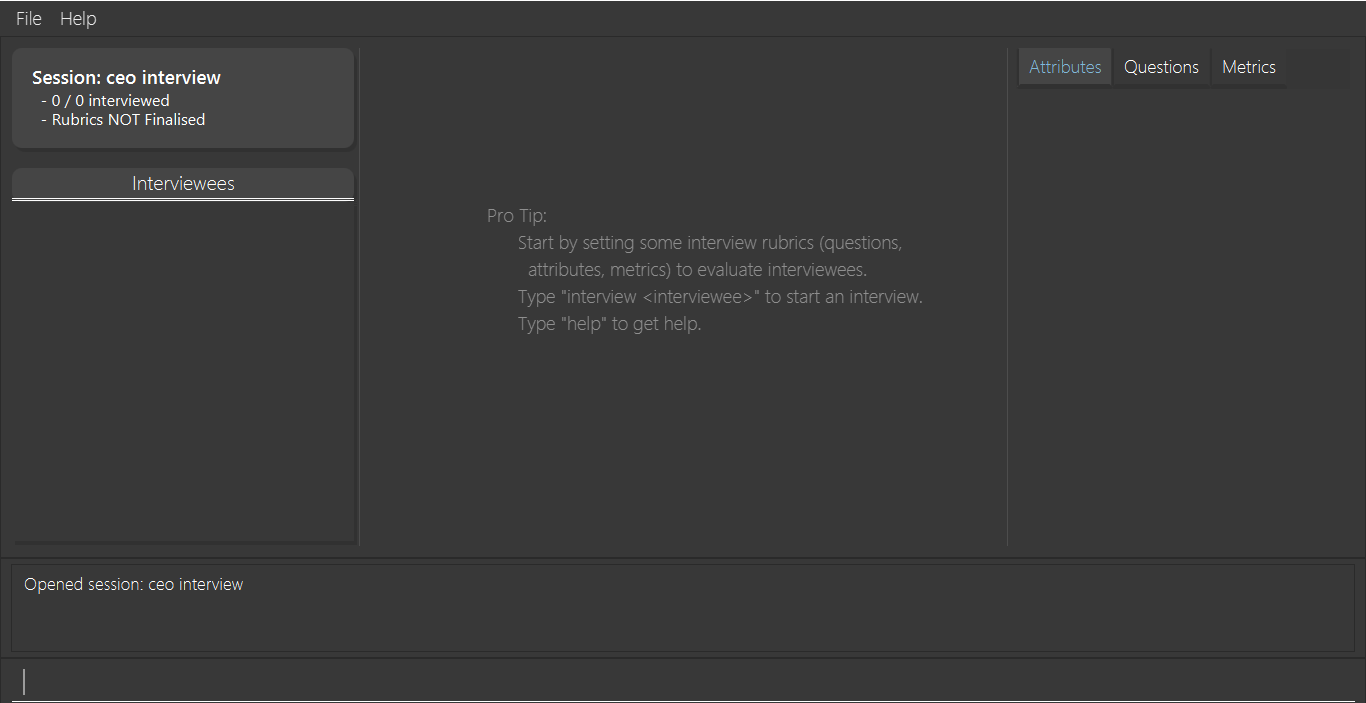 File Help
Session: ceo interview
- 0 / 0 interviewed
- Rubrics NOT Finalised
Interviewees
Pro Tip:
Start by setting some interview rubrics (questions,
attributes, metrics) to evaluate interviewees.
Type "interview <interviewee>" to start an interview.
Type "help" to get help.
Attributes Questions Metrics
Opened session: ceo interview